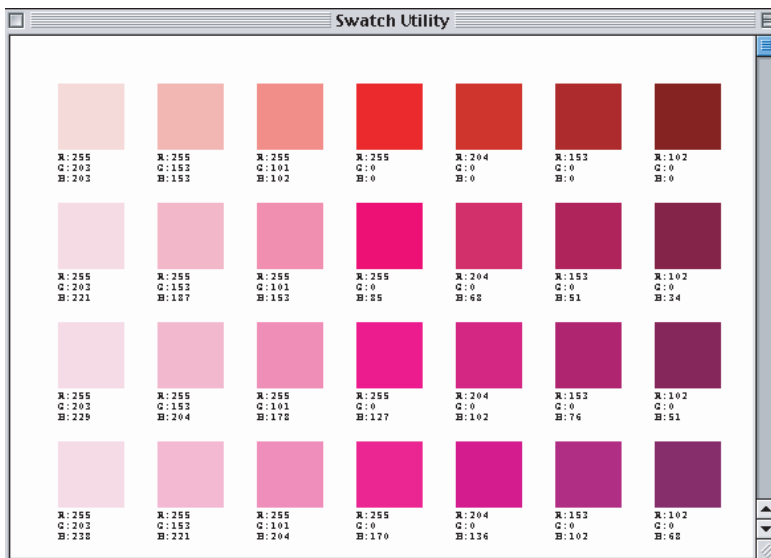 Swatch Utility
R:255
G:203
B:203
R:255
G:153
B:153
R:255
G:101
B:102
R:255
G:0
B:0
R:204
G:0
B:0
R:153
G:0
B:0
R:102
G:0
B:0
R:255
G:203
B:221
R:255
G:153
B:187
R:255
G:101
B:153
R:255
G:0
B:85
R:204
G:0
B:68
R:153
G:0
B:51
R:102
G:0
B:34
R:255
G:203
B:229
R:255
G:153
B:204
R:255
G:101
B:178
R:255
G:0
B:127
R:204
G:0
B:102
R:153
G:0
B:76
R:102
G:0
B:51
R:255
G:203
B:238
R:255
G:153
B:221
R:255
G:101
B:204
R:255
G:0
B:170
R:204
G:0
B:136
R:153
G:0
B:102
R:102
G:0
B:68